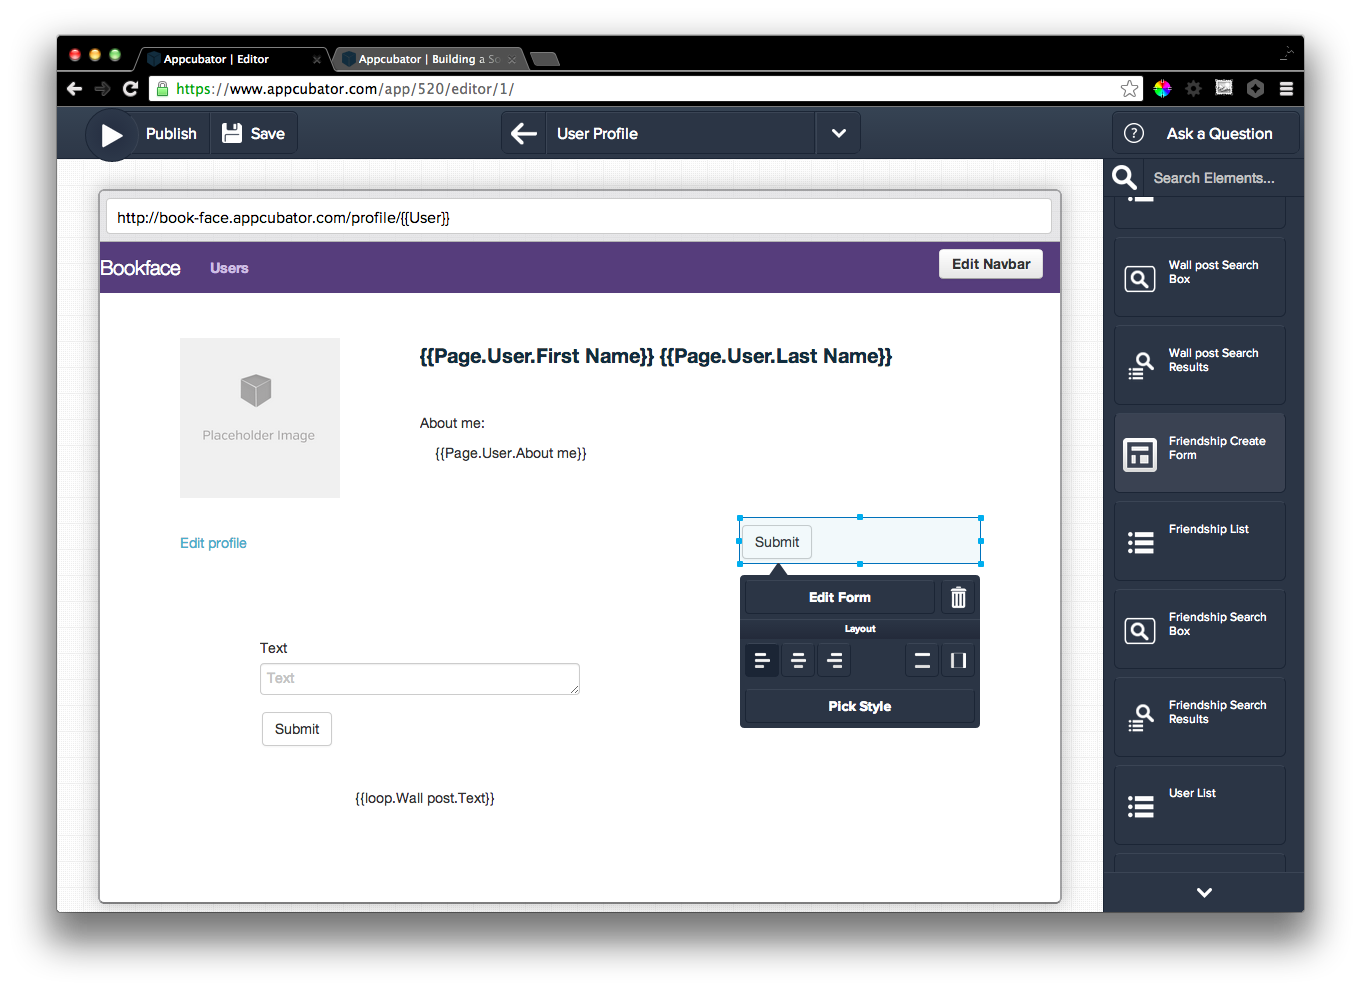 Appcubator | Editor
Appcubator | Building a So
https://www.appcubator.com/app/520/editor/1/
Publish
Save
User Profile
? Ask a Question
Search Elements...
http://book-face.appcubator.com/profile/{{User}}
Bookface
Users
Edit Navbar
Placeholder Image
{{Page.User.First Name}} {{Page.User.Last Name}}
About me:
{{Page.User.About me}}
Edit profile
Submit
Edit Form
Layout
Pick Style
Text
Text
Submit
{{loop.Wall post.Text}}
Wall post Search
Box
Wall post Search
Results
Friendship Create
Form
Friendship List
Friendship Search
Box
Friendship Search
Results
User List